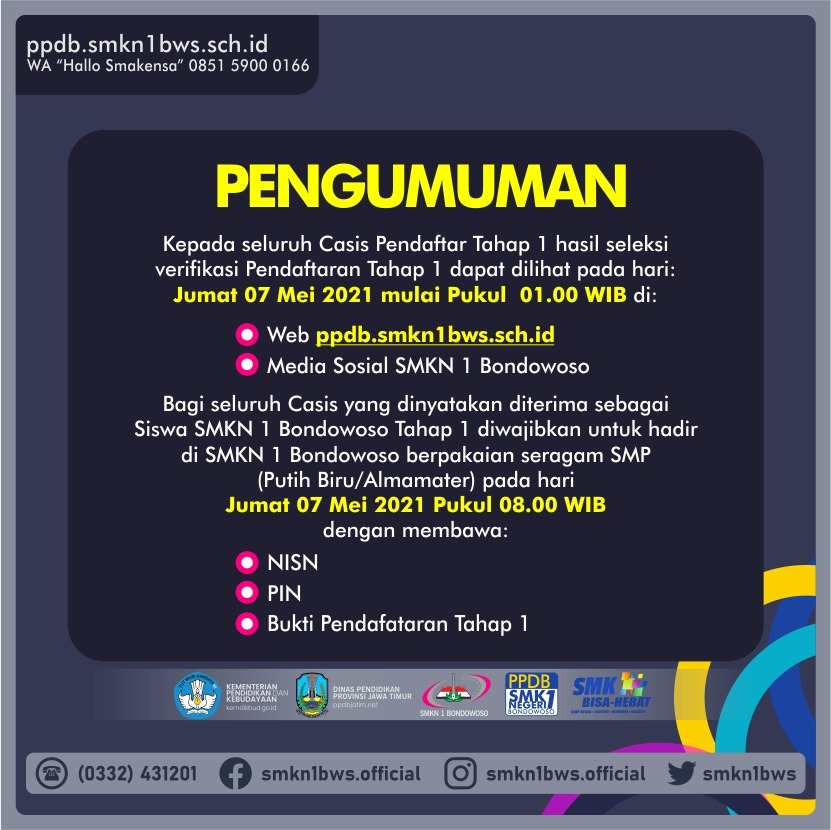 ppdb.smkn1bws.sch.id
WA "Hallo Smakensa" 0851 5900 0166
PENGUMUMAN
Kepada seluruh Casis Pendaftar Tahap 1 hasil seleksi
verifikasi Pendaftaran Tahap 1 dapat dilihat pada hari:
Jumat 07 Mei 2021 mulai Pukul 01.00 WIB di:
Web ppdb.smkn1bws.sch.id
Media Sosial SMKN 1 Bondowoso
Bagi seluruh Casis yang dinyatakan diterima sebagai
Siswa SMKN 1 Bondowoso Tahap 1 diwajibkan untuk hadir
di SMKN 1 Bondowoso berpakaian seragam SMP
(Putih Biru/Almamater) pada hari
Jumat 07 Mei 2021 Pukul 08.00 WIB
dengan membawa:
NISN
PIN
Bukti Pendafataran Tahap 1
KEMENTERIAN
PENDIDIKAN DAN
KEBUDAYAAN
kemdikbud.go.id
DINAS PENDIDIKAN
PROVINSI JAWA TIMUR
ppdbjatim.net
SMKN 1 BONDOWOSO
PPDB
SMK 1
NEGERI
BONDOWOSO
SMK
BISA-HEBAT
(0332) 431201
smkn1bws.official
smkn1bws.official
smkn1bws